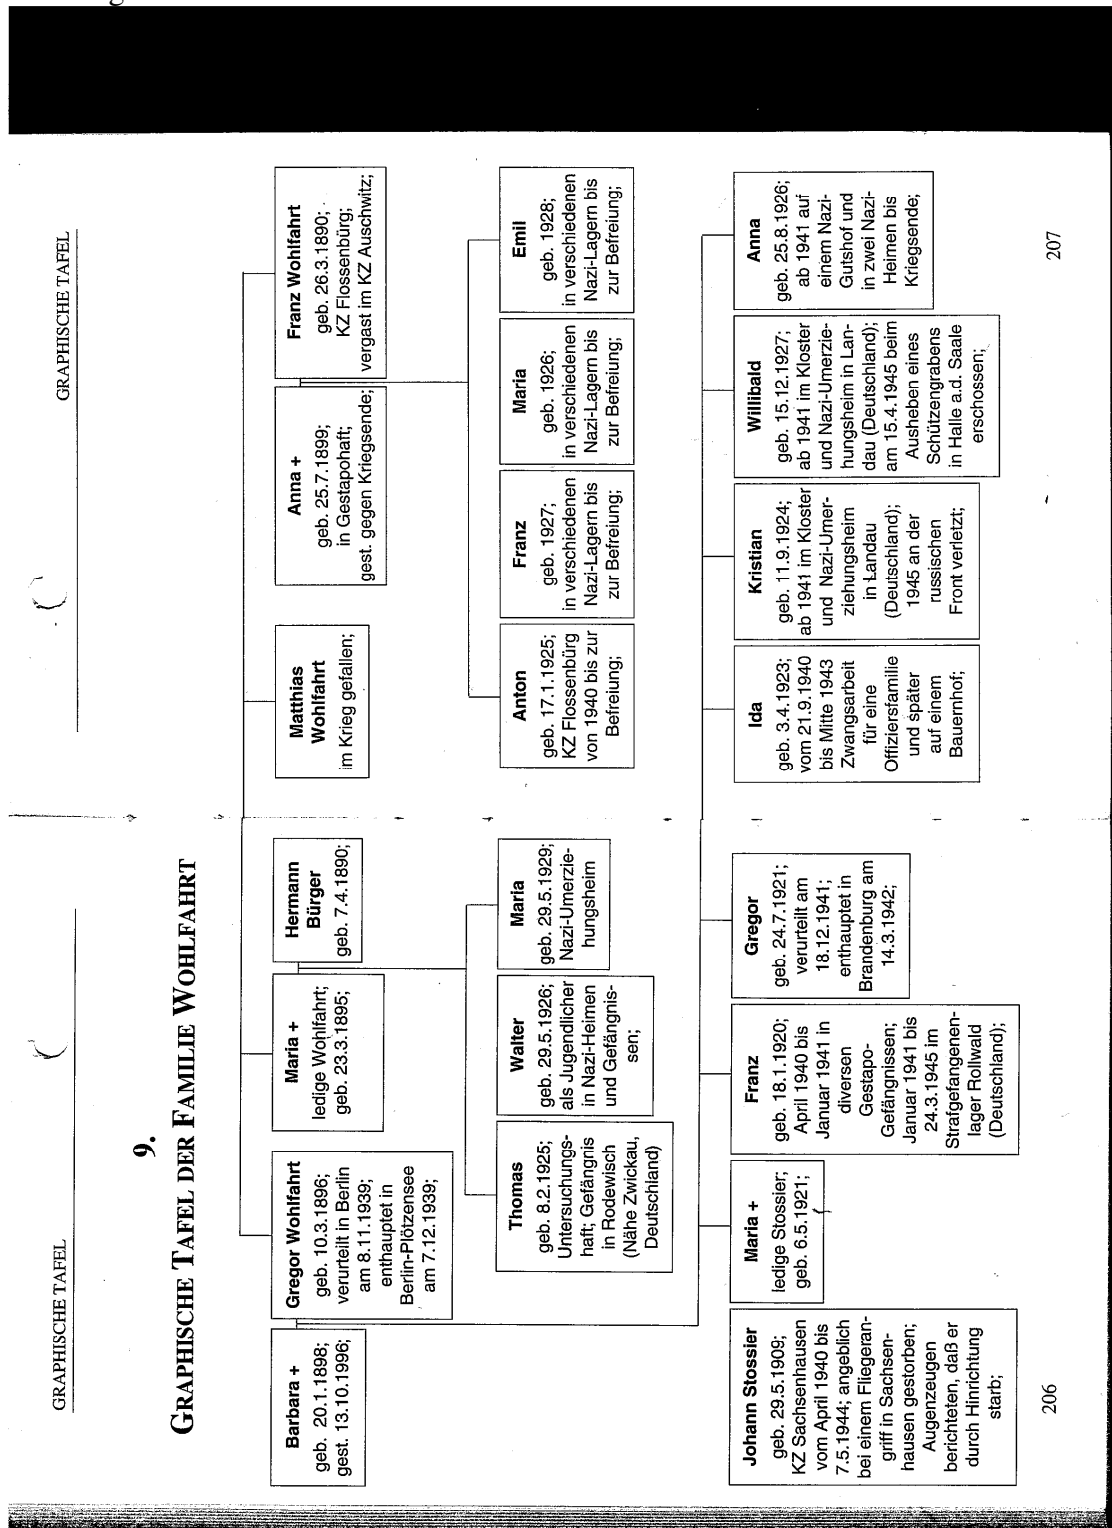 GRAPHISCHE TAFEL
9.
GRAPHISCHE TAFEL DER FAMILIE WOHLFAHRT
Barbara +
geb. 20.1.1898;
gest. 13.10.1996;
Gregor Wohlfahrt
geb. 10.3.1896;
verurteilt in Berlin
am 8.11.1939;
enthauptet in
Berlin-Plötzensee
am 7.12.1939;
Maria +
ledige Wohlfahrt;
geb. 23.3.1895;
Hermann
Bürger
geb. 7.4.1890;
Thomas
geb. 8.2.1925;
Untersuchungs-
haft; Gefängnis
in Rodewisch
(Nähe Zwickau,
Deutschland)
Walter
geb. 29.5.1926;
als Jugendlicher
in Nazi-Heimen
und Gefängnis-
sen;
Maria
geb. 29.5.1929;
Nazi-Umerzie-
hungsheim
Johann Stossier
geb. 29.5.1909;
KZ Sachsenhausen
vom April 1940 bis
7.5.1944; angeblich
bei einem Fliegeran-
griff in Sachsen-
hausen gestorben;
Augenzeugen
berichteten, daß er
durch Hinrichtung
starb;
Maria +
ledige Stossier;
geb. 6.5.1921;
Franz
geb. 18.1.1920;
April 1940 bis
Januar 1941 in
diversen
Gestapo-
Gefängnissen;
Januar 1941 bis
24.3.1945 im
Strafgefangenen-
lager Rollwald
(Deutschland);
Gregor
geb. 24.7.1921;
verurteilt am
18.12.1941;
enthauptet in
Brandenburg am
14.3.1942;
206
GRAPHISCHE TAFEL
Matthias
Wohlfahrt
im Krieg gefallen;
Anna +
geb. 25.7.1899;
in Gestapohaft;
gest. gegen Kriegsende;
Franz Wohlfahrt
geb. 26.3.1890;
KZ Flossenbürg;
vergast im KZ Auschwitz;
Anton
geb. 17.1.1925;
KZ Flossenbürg
von 1940 bis zur
Befreiung;
Franz
geb. 1927;
in verschiedenen
Nazi-Lagern bis
zur Befreiung;
Maria
geb. 1926;
in verschiedenen
Nazi-Lagern bis
zur Befreiung;
Emil
geb. 1928;
in verschiedenen
Nazi-Lagern bis
zur Befreiung;
Ida
geb. 3.4.1923;
vom 21.9.1940
bis Mitte 1943
Zwangsarbeit
für eine
Offiziersfamilie
und später
auf einem
Bauernhof;
Kristian
geb. 11.9.1924;
ab 1941 im Kloster
und Nazi-Umer-
ziehungsheim
in Landau
(Deutschland);
1945 an der
russischen
Front verletzt;
Willibald
geb. 15.12.1927;
ab 1941 im Kloster
und Nazi-Umerzie-
hungsheim in Lan-
dau (Deutschland);
am 15.4.1945 beim
Ausheben eines
Schützengrabens
in Halle a.d. Saale
erschossen;
Anna
geb. 25.8.1926;
ab 1941 auf
einem Nazi-
Gutshof und
in zwei Nazi-
Heimen bis
Kriegsende;
207